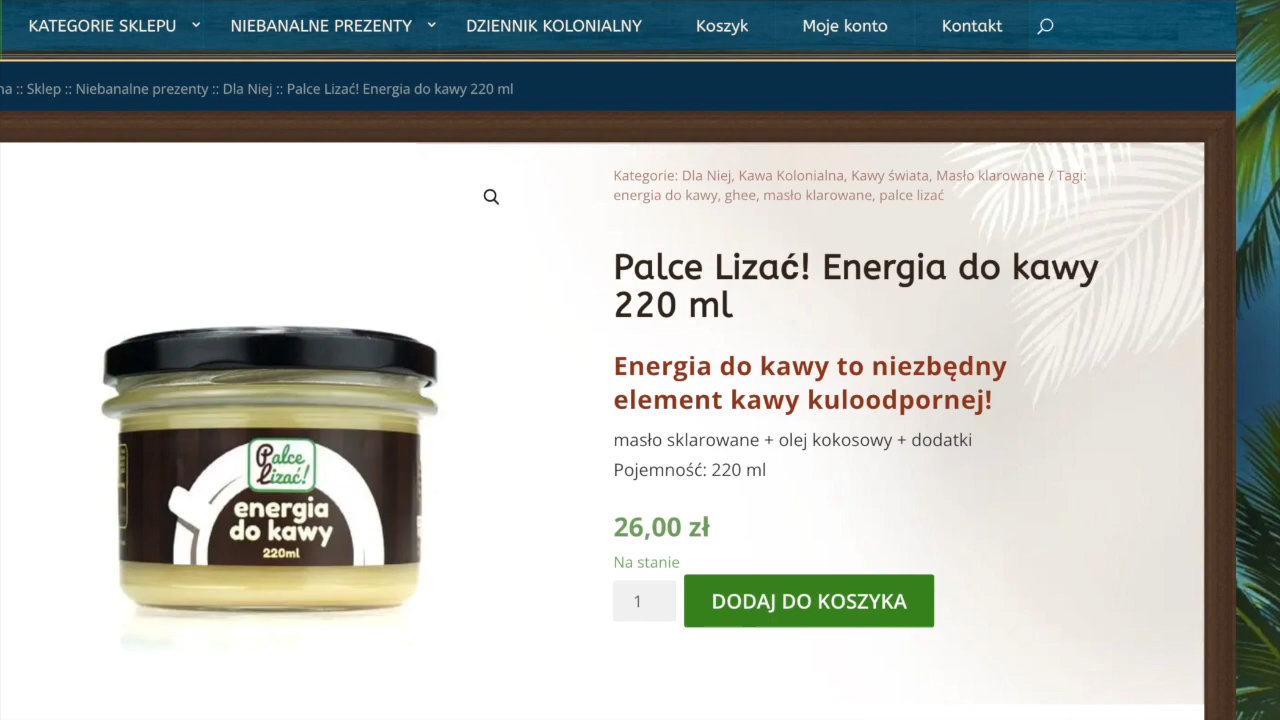 KATEGORIE SKLEPU
NIEBANALNE PREZENTY
DZIENNIK KOLONIALNY
Koszyk
Moje konto
Kontakt
na :: Sklep :: Niebanalne prezenty :: Dla Niej :: Palce Lizać! Energia do kawy 220 ml
Kategorie: Dla Niej, Kawa Kolonialna, Kawy świata, Masło klarowane / Tagi:
energia do kawy, ghee, masło klarowane, palce lizać
Palce Lizać! Energia do kawy
220 ml
Energia do kawy to niezbędny
element kawy kuloodpornej!
masło sklarowane + olej kokosowy + dodatki
Pojemność: 220 ml
26,00 zł
Na stanie
1
DODAJ DO KOSZYKA
Palce
Lizać!
energia
do kawy
220ml